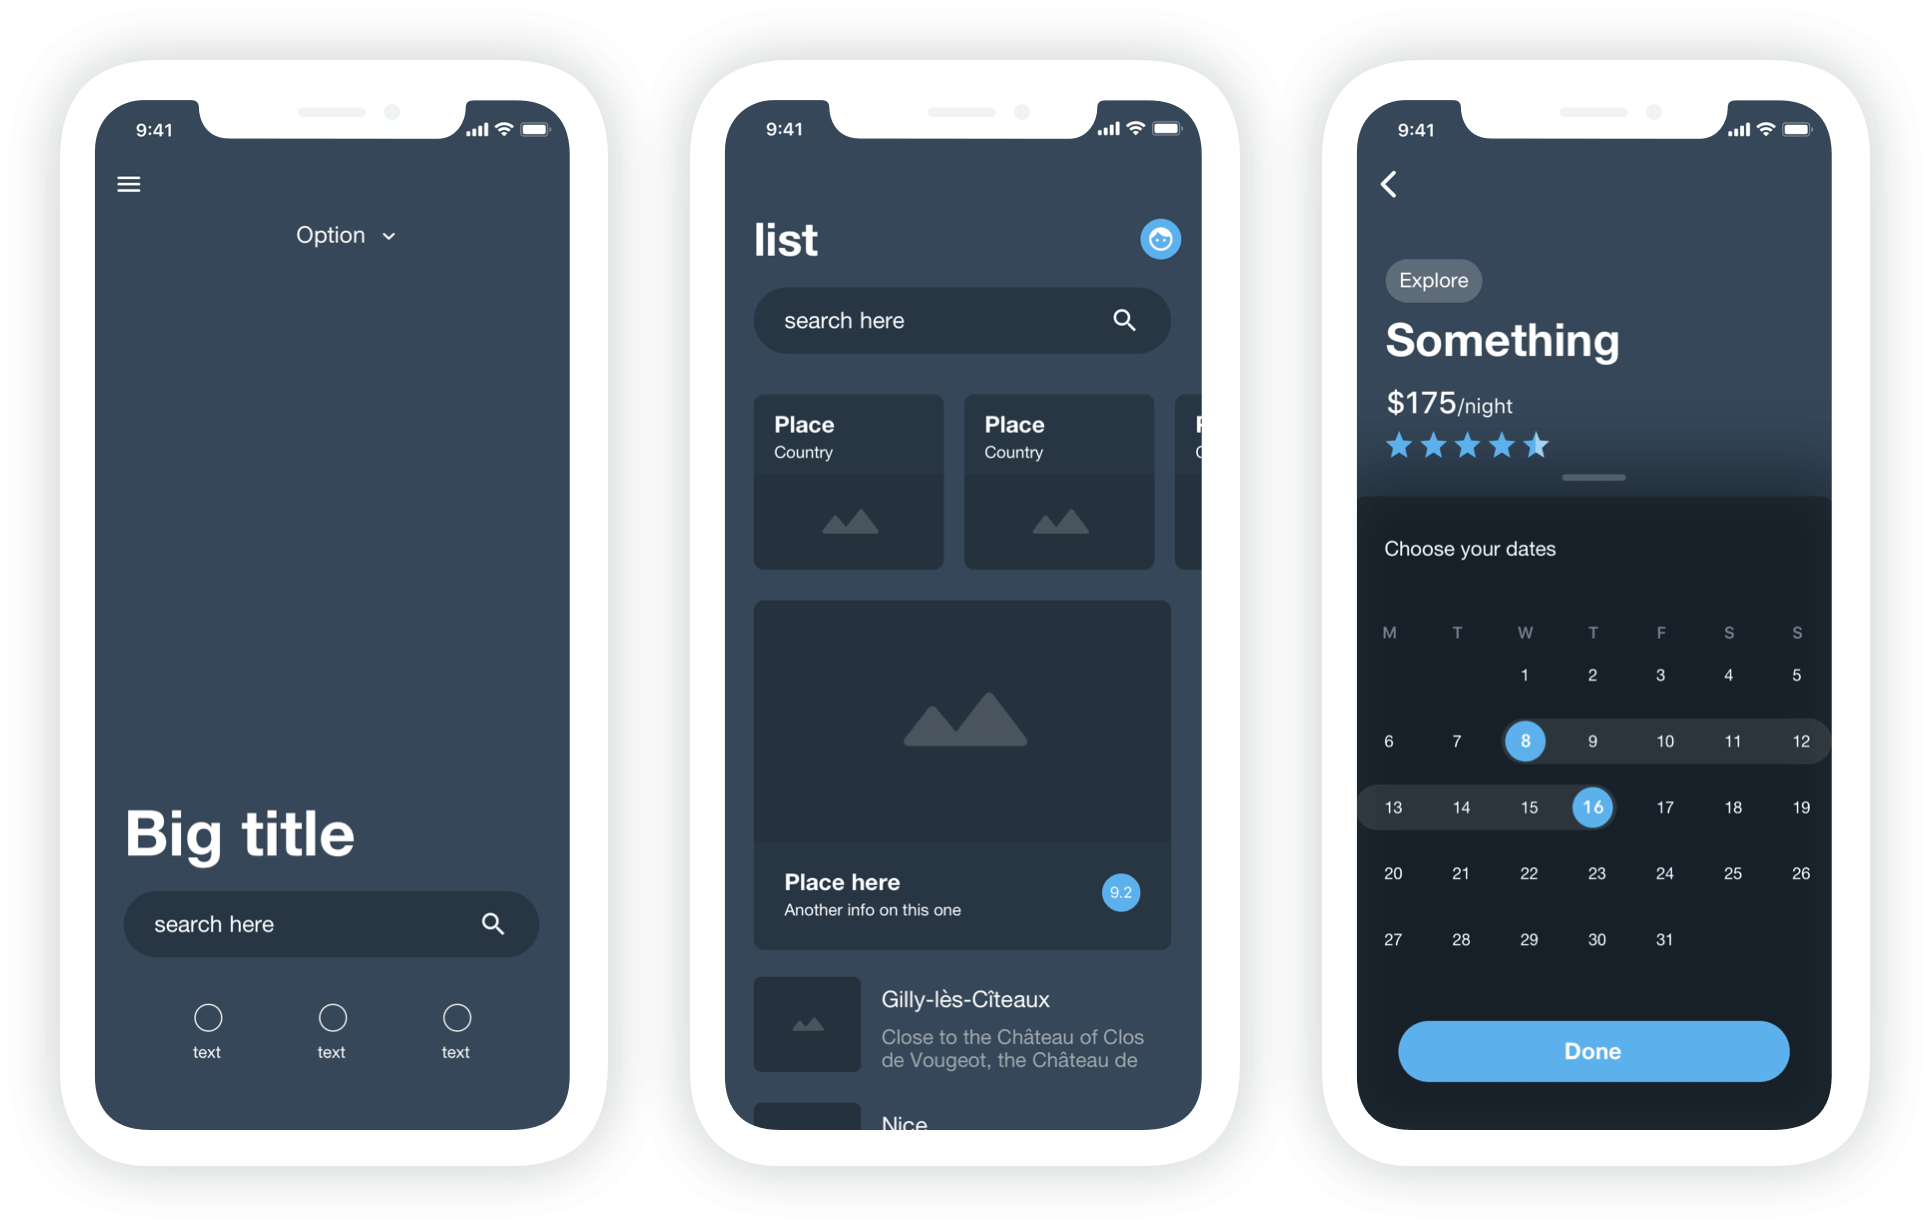 9:41
Option
Big title
search here
text text text
9:41
list
search here
Place Place
Country Country
Place here
Another info on this one
9.2
Gilly-lès-Cîteaux
Close to the Château of Clos
de Vougeot, the Château de
Nice
9:41
Explore
Something
$175/night
Choose your dates
M T W T F S S
1 2 3 4 5
6 7 8 9 10 11 12
13 14 15 16 17 18 19
20 21 22 23 24 25 26
27 28 29 30 31
Done